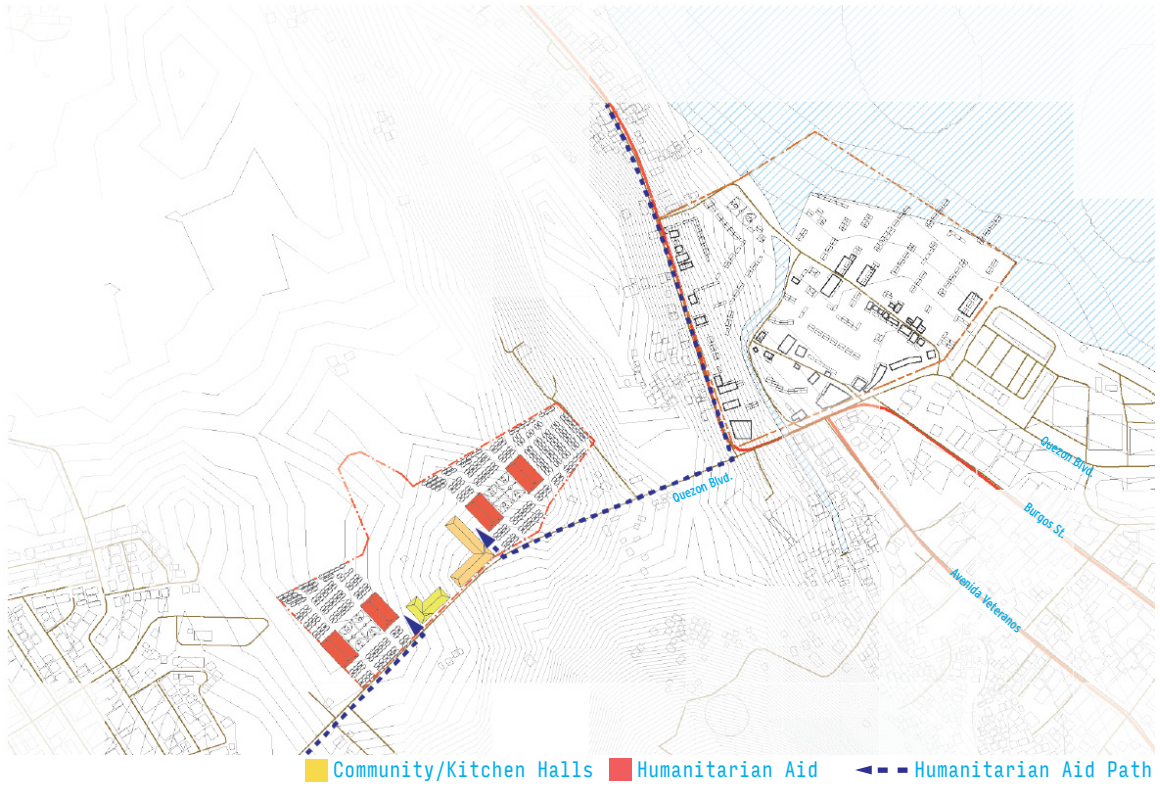 Quezon Blvd.
Quezon Blvd.
Burgos St.
Avenida Veteranos
Community/Kitchen Halls
Humanitarian Aid
Humanitarian Aid Path